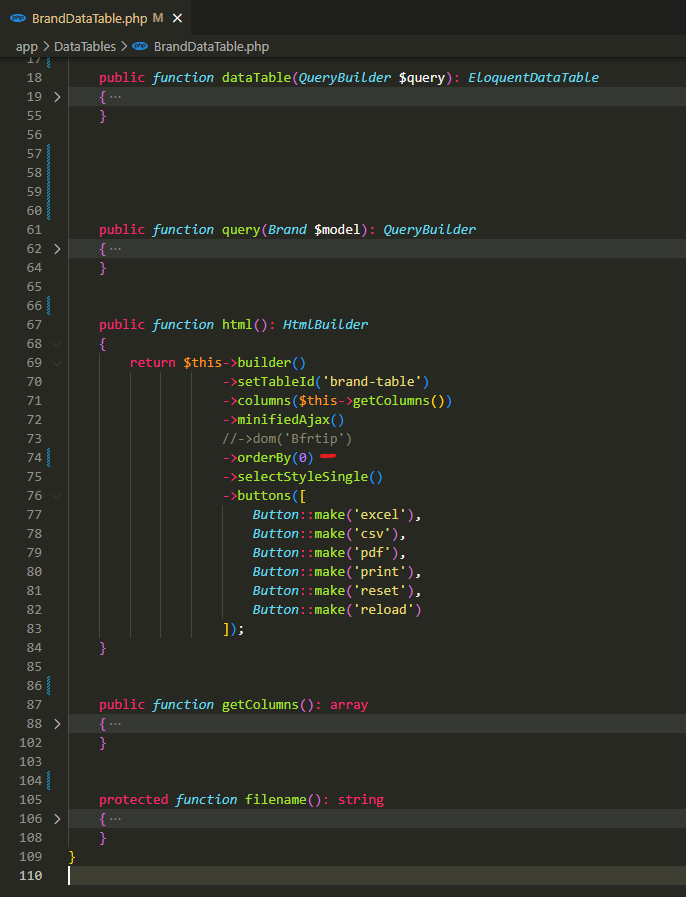 BrandDataTable.php M ×
app > DataTables > BrandDataTable.php
17
18 public function dataTable(QueryBuilder $query): EloquentDataTable
19 > { ⋯
55 }
56
57
58
59
60
61 public function query(Brand $model): QueryBuilder
62 > { ⋯
64 }
65
66
67 public function html(): HtmlBuilder
68 {
69 return $this->builder()
70 ->setTableId('brand-table')
71 ->columns($this->getColumns())
72 ->minifiedAjax()
73 //->dom('Bfrtip')
74 ->orderBy(0)
75 ->selectStyleSingle()
76 ->buttons([
77 Button::make('excel'),
78 Button::make('csv'),
79 Button::make('pdf'),
80 Button::make('print'),
81 Button::make('reset'),
82 Button::make('reload')
83 ]);
84 }
85
86
87 public function getColumns(): array
88 > { ⋯
102 }
103
104
105 protected function filename(): string
106 > { ⋯
108 }
109 }
110